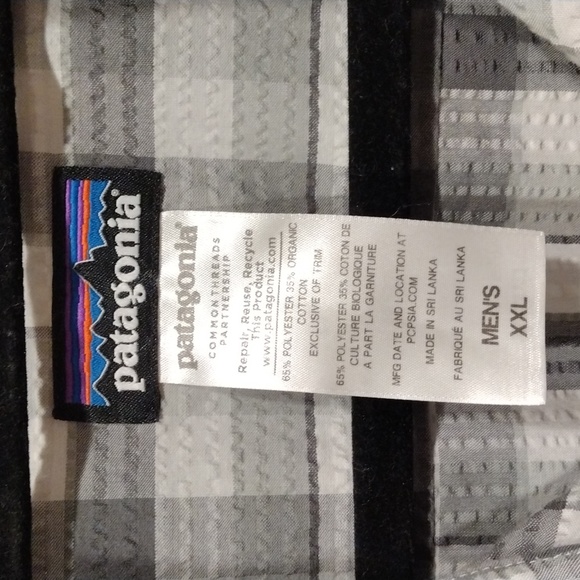 patagonia®
patagonia®
COMMON THREADS
PARTNERSHIP
Repair, Reuse, Recycle
This Product
www.patagonia.com
65% POLYESTER 35% ORGANIC
COTTON
EXCLUSIVE OF TRIM
65% POLYESTER 35% COTON DE
CULTURE BIOLOGIQUE
A PART LA GARNITURE
MFG DATE AND LOCATION AT
PCPSIA.COM
MADE IN SRI LANKA
FABRIQUÉ AU SRI LANKA
MEN'S
XXL